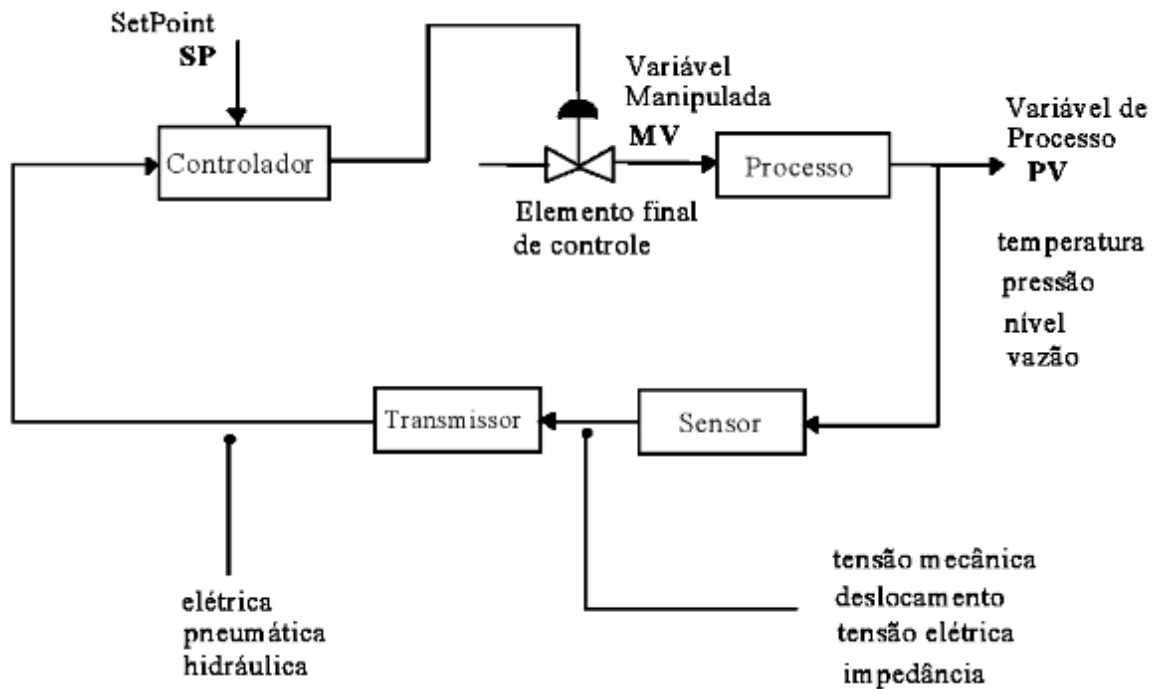 SetPoint
SP
Controlador
Variável
Manipulada
MV
Elemento final
de controle
Processo
Variável de
Processo
PV
temperatura
pressão
nível
vazão
Transmissor
Sensor
elétrica
pneumática
hidráulica
tensão mecânica
deslocamento
tensão elétrica
impedância